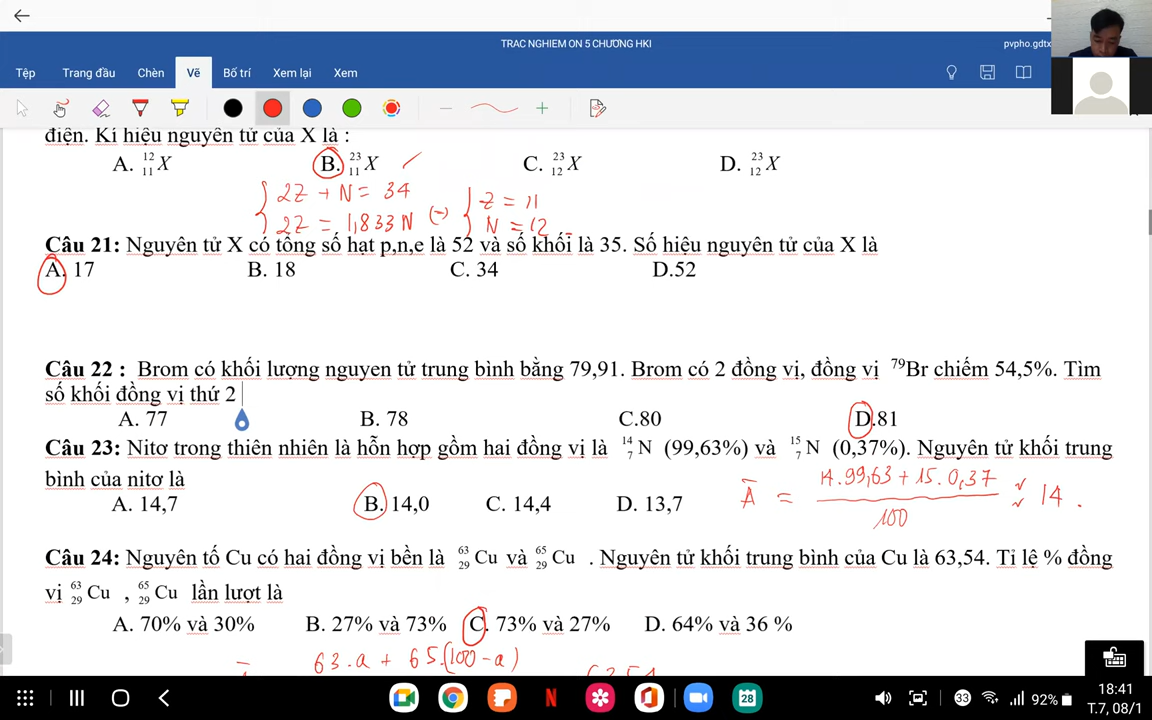 TRAC NGHIEM ON 5 CHUONG HKI
pvpho.gdtx
Tệp Trang đầu Chèn Vẽ Bố trí Xem lại Xem
điện. Kí hiệu nguyên tử của X là :
A. 12 11 X B. 23 11 X C. 23 12 X D. 23 12 X
2Z + N = 34 Z = 11
2Z = 1,833 N (=) N = 12
Câu 21: Nguyên tử X có tổng số hạt p,n,e là 52 và số khối là 35. Số hiệu nguyên tử của X là
A. 17 B. 18 C. 34 D.52
Câu 22 : Brom có khối lượng nguyen tử trung bình bằng 79,91. Brom có 2 đồng vị, đồng vị ⁷⁹Br chiếm 54,5%. Tìm
số khối đồng vị thứ 2
A. 77 B. 78 C.80 D.81
Câu 23: Nitơ trong thiên nhiên là hỗn hợp gồm hai đồng vị là 14 7 N (99,63%) và 15 7 N (0,37%). Nguyên tử khối trung
bình của nitơ là
A. 14,7 B. 14,0 C. 14,4 D. 13,7
Ā = 14.99,63 + 15.0,37 / 100 ≈ 14 .
Câu 24: Nguyên tố Cu có hai đồng vị bền là 63 29 Cu và 65 29 Cu . Nguyên tử khối trung bình của Cu là 63,54. Tỉ lệ % đồng
vị 63 29 Cu , 65 29 Cu lần lượt là
A. 70% và 30% B. 27% và 73% C. 73% và 27% D. 64% và 36 %
63.a + 65.(100-a)
28
33
92%
18:41
T.7, 08/1